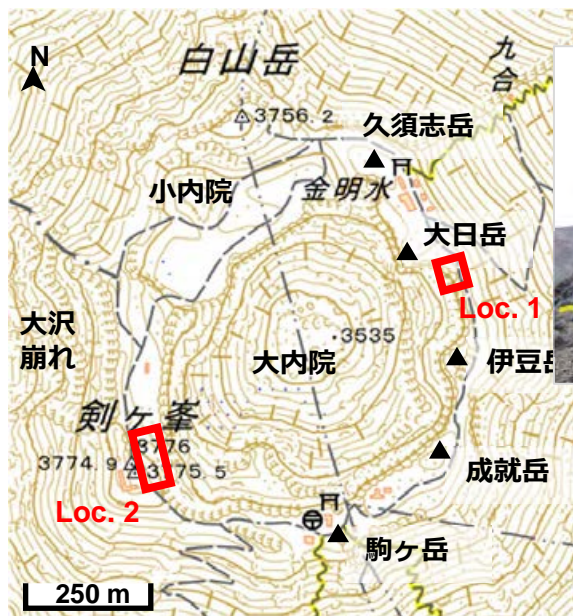 N
白山岳
3756.2
九合
久須志岳
小内院
金明水
大日岳
Loc. 1
大沢
崩れ
3535
大内院
伊豆岳
剣ヶ峯
3776
3774.9
3775.5
成就岳
Loc. 2
駒ヶ岳
250 m